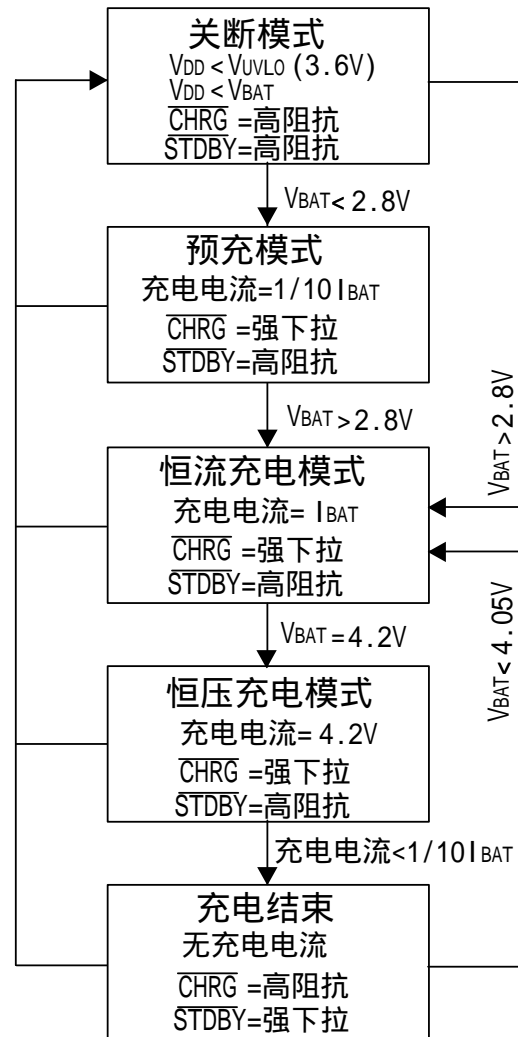 关断模式
VDD < VUVLO (3.6V)
VDD < VBAT
CHRG =高阻抗
STDBY=高阻抗
VBAT< 2.8V
预充模式
充电电流=1/10IBAT
CHRG =强下拉
STDBY=高阻抗
VBAT>2.8V
VBAT>2.8V
恒流充电模式
充电电流= IBAT
CHRG =强下拉
STDBY=高阻抗
VBAT=4.2V
VBAT< 4.05V
恒压充电模式
充电电流= 4.2V
CHRG =强下拉
STDBY=高阻抗
充电电流<1/10IBAT
充电结束
无充电电流
CHRG =高阻抗
STDBY=强下拉